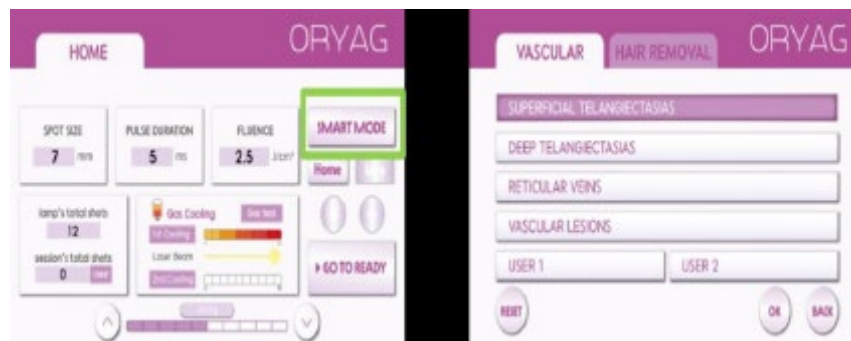 HOME
ORYAG
SPOT SIZE
7 mm
PULSE DURATION
5 ms
FLUENCE
2.5 J/cm²
SMART MODE
Home
lamp's total shots
12
session's total shots
0
Gas Cooling
Gas test
1st Cooling
Laser Beam
2nd Cooling
GO TO READY
VASCULAR
HAIR REMOVAL
ORYAG
SUPERFICIAL TELANGIECTASIAS
DEEP TELANGIECTASIAS
RETICULAR VEINS
VASCULAR LESIONS
USER 1
USER 2
RESET
OK
BACK